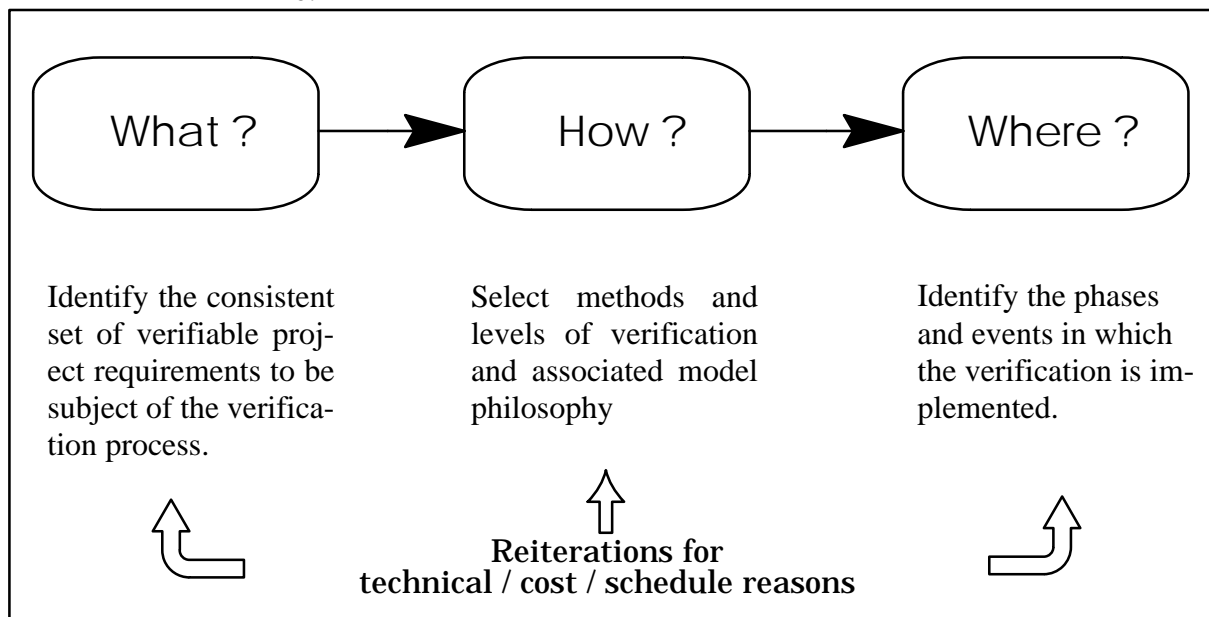 What ?
How ?
Where ?
Identify the consistent
set of verifiable proj-
ect requirements to be
subject of the verifica-
tion process.
Select methods and
levels of verification
and associated model
philosophy
Identify the phases
and events in which
the verification is im-
plemented.
Reiterations for
technical / cost / schedule reasons